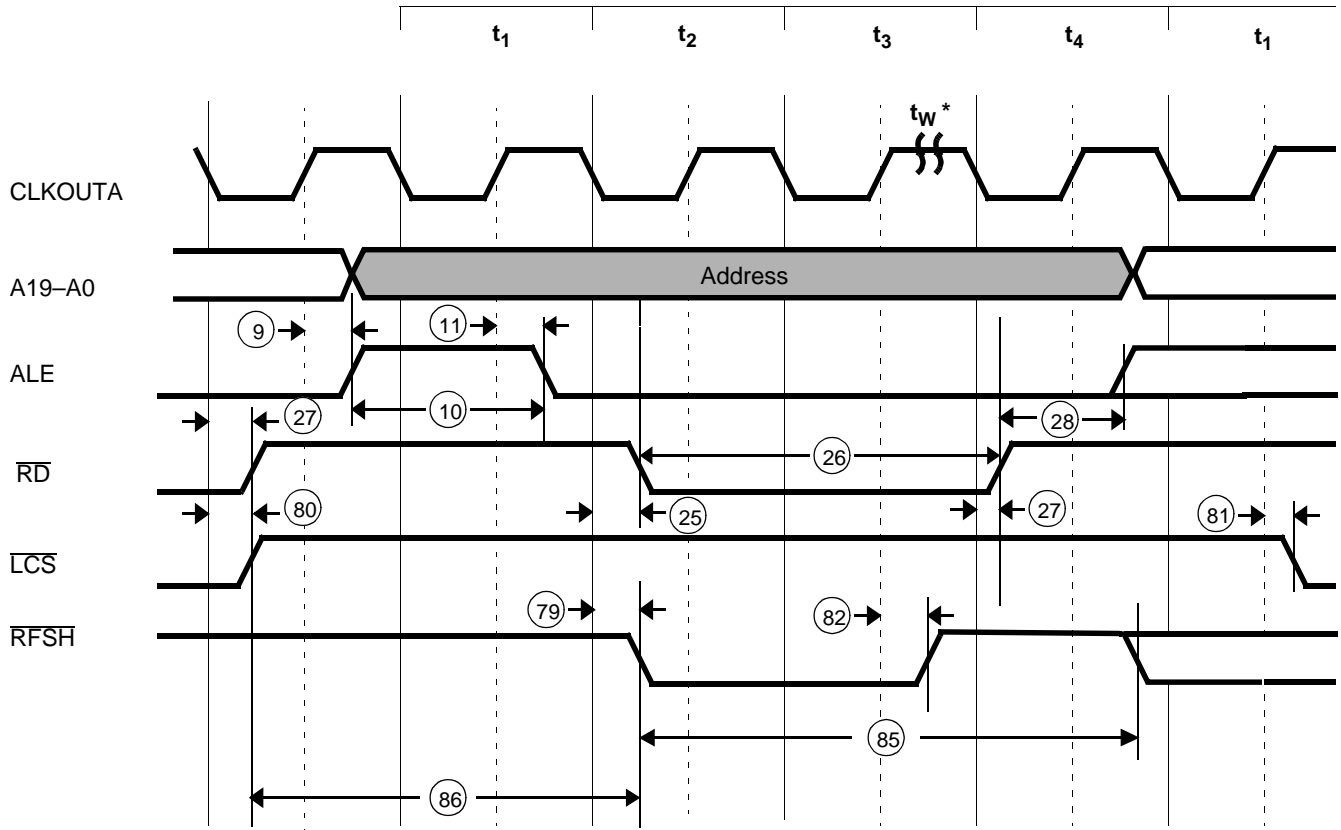 t1 t2 t3 t4 t1
tW *
CLKOUTA
A19–A0 Address
9 11
ALE
27 10 28
RD 26
80 25 27 81
LCS
79 82
RFSH
85
86